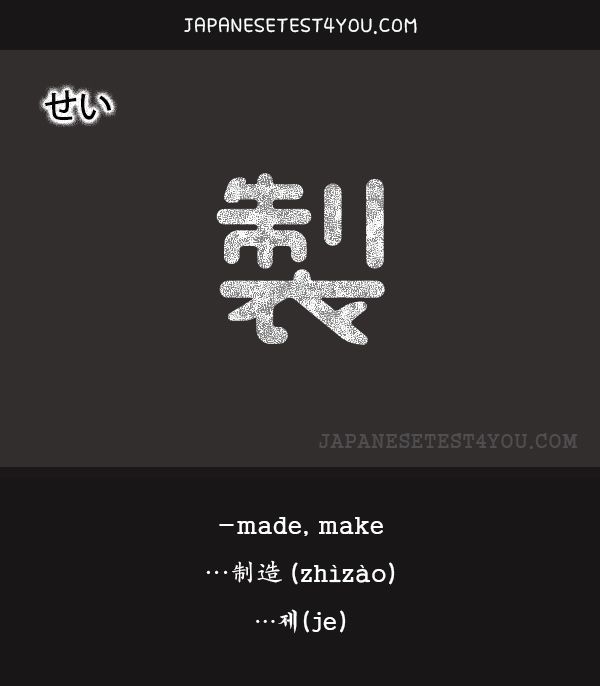 JAPANESETEST4YOU.COM
せい
製
JAPANESETEST4YOU.COM
-made, make
…制造 (zhìzào)
…제(je)